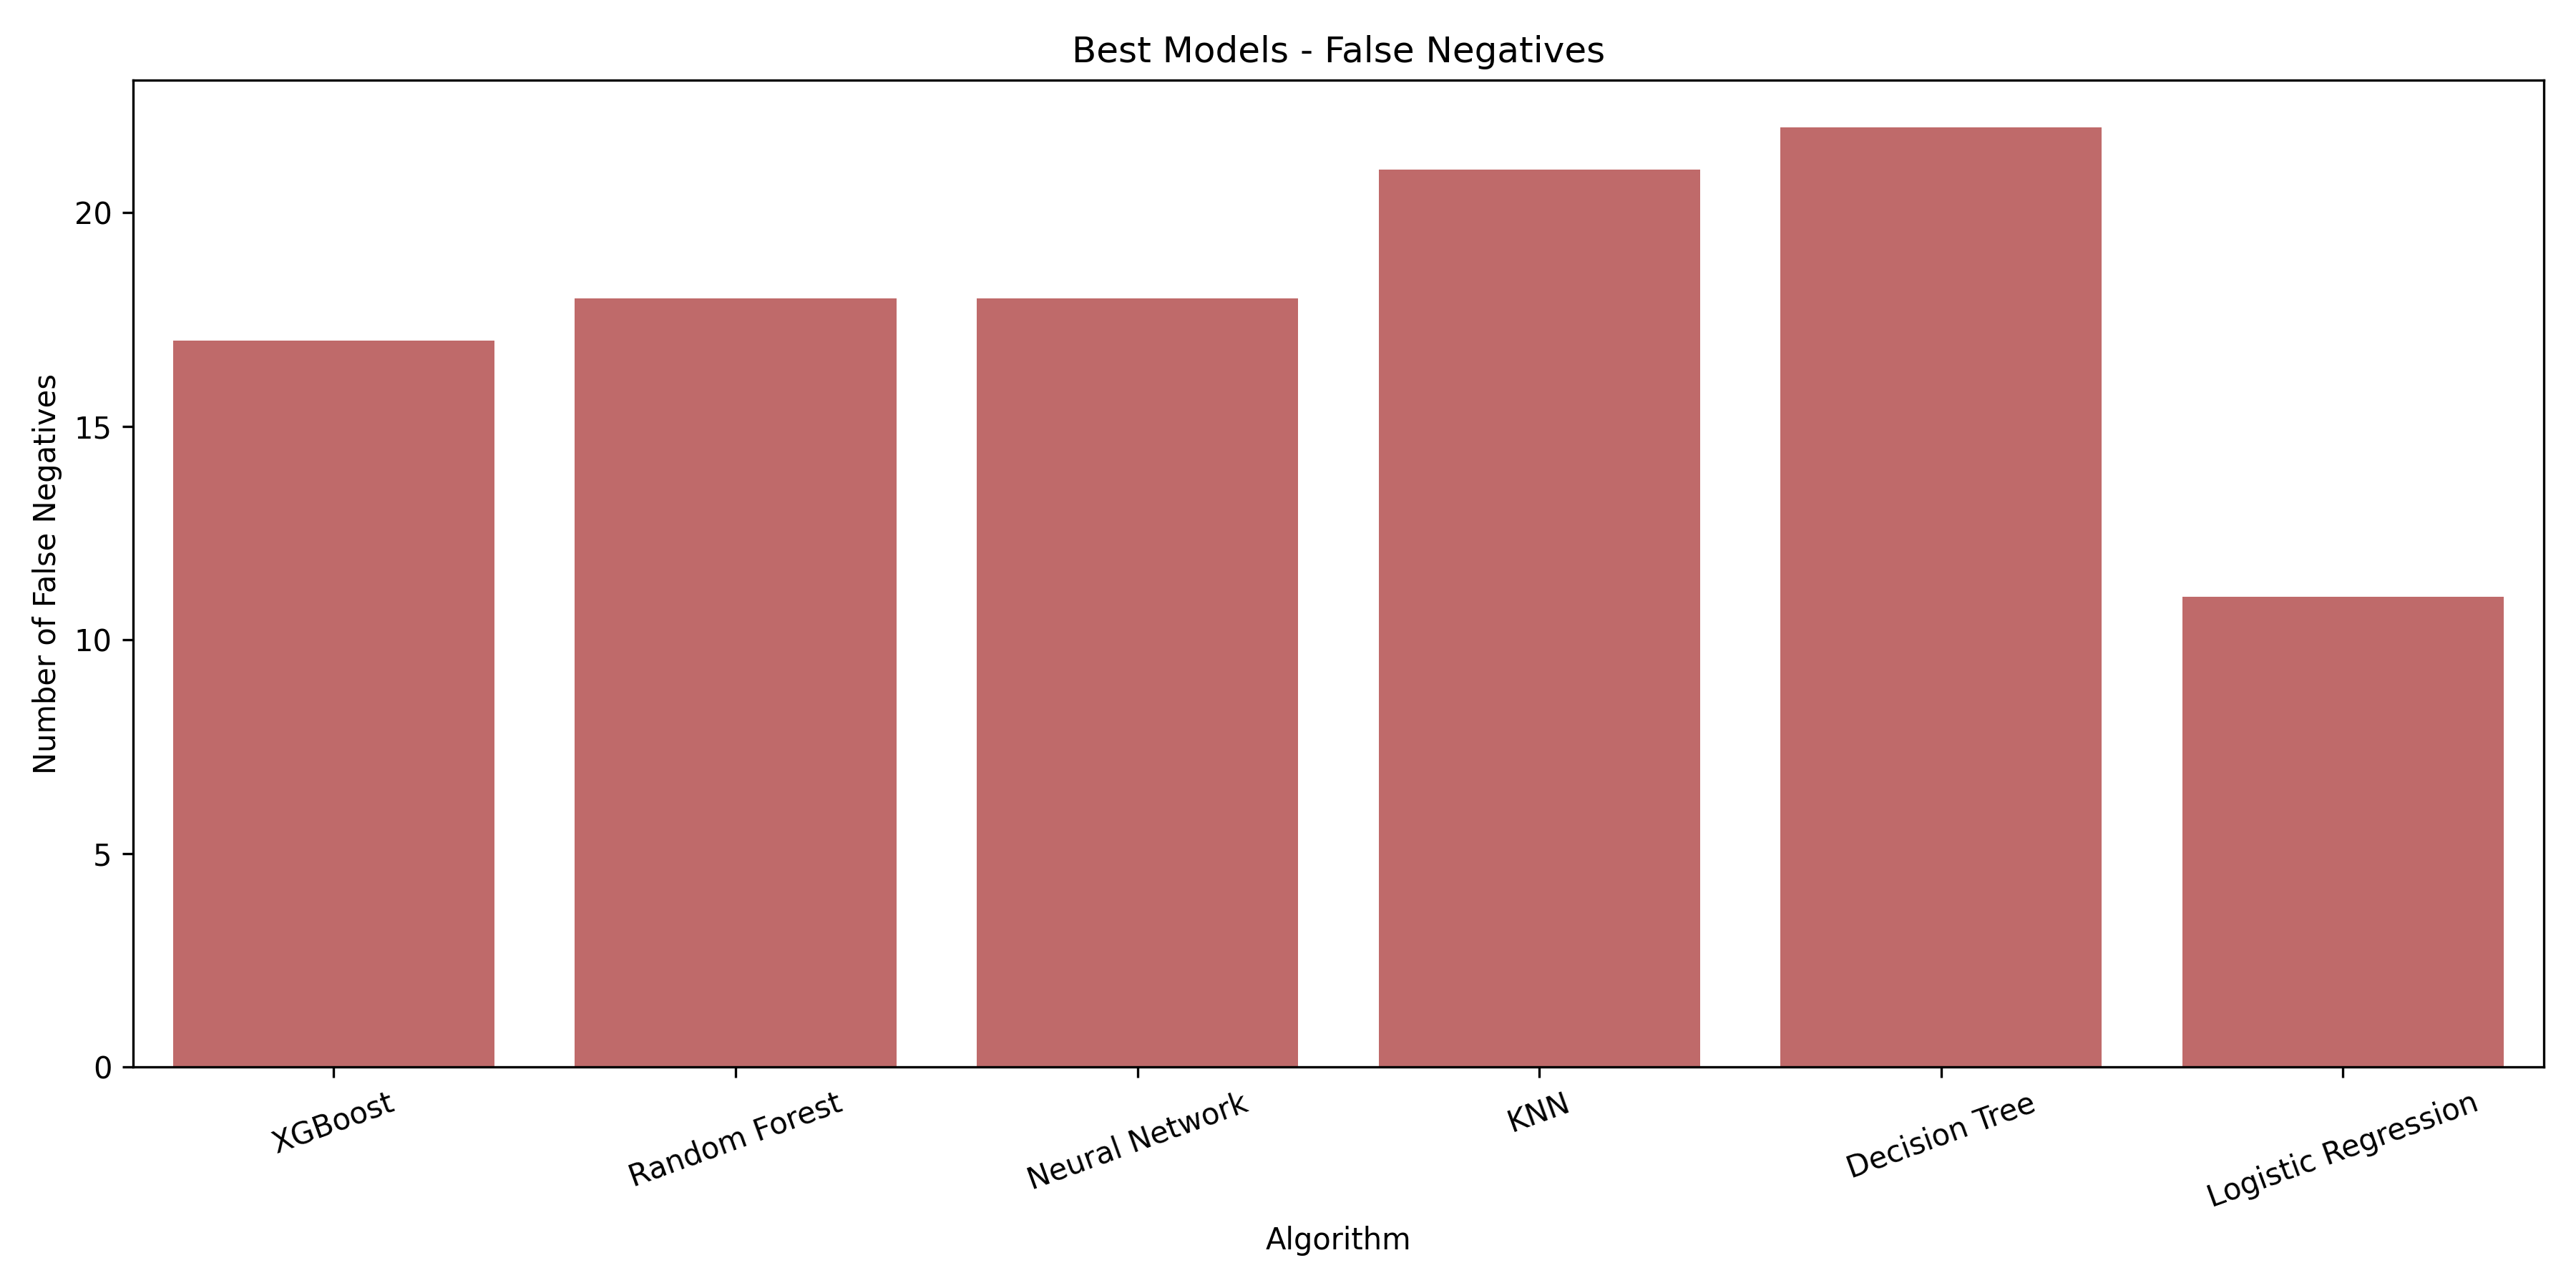 Best Models - False Negatives
Number of False Negatives
20
15
10
5
0
XGBoost
Random Forest
Neural Network
KNN
Decision Tree
Logistic Regression
Algorithm